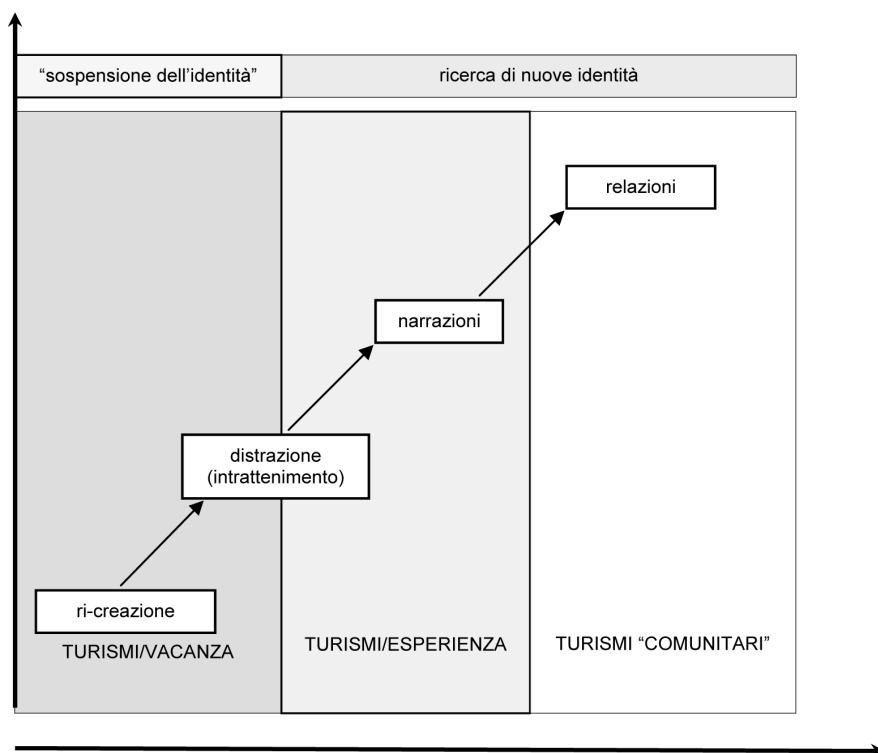 “sospensione dell’identità”
ricerca di nuove identità
relazioni
narrazioni
distrazione
(intrattenimento)
ri-creazione
TURISMI/VACANZA
TURISMI/ESPERIENZA
TURISMI “COMUNITARI”